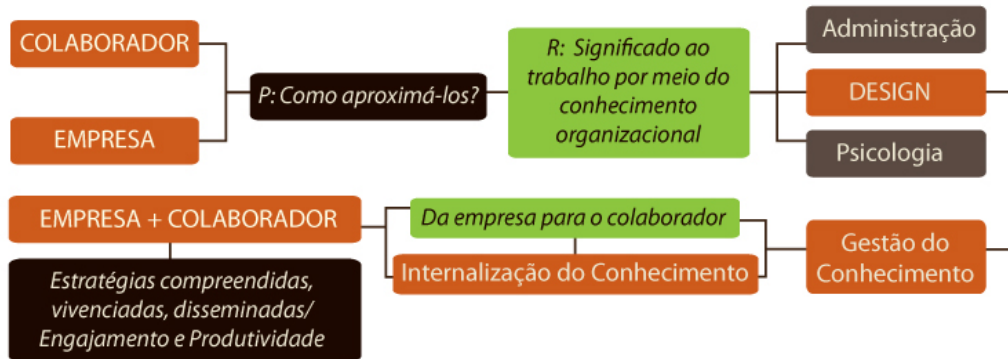 COLABORADOR
EMPRESA
P: Como aproximá-los?
R: Significado ao
trabalho por meio do
conhecimento
organizacional
Administração
DESIGN
Psicologia
EMPRESA + COLABORADOR
Estratégias compreendidas,
vivenciadas, disseminadas/
Engajamento e Produtividade
Da empresa para o colaborador
Internalização do Conhecimento
Gestão do
Conhecimento